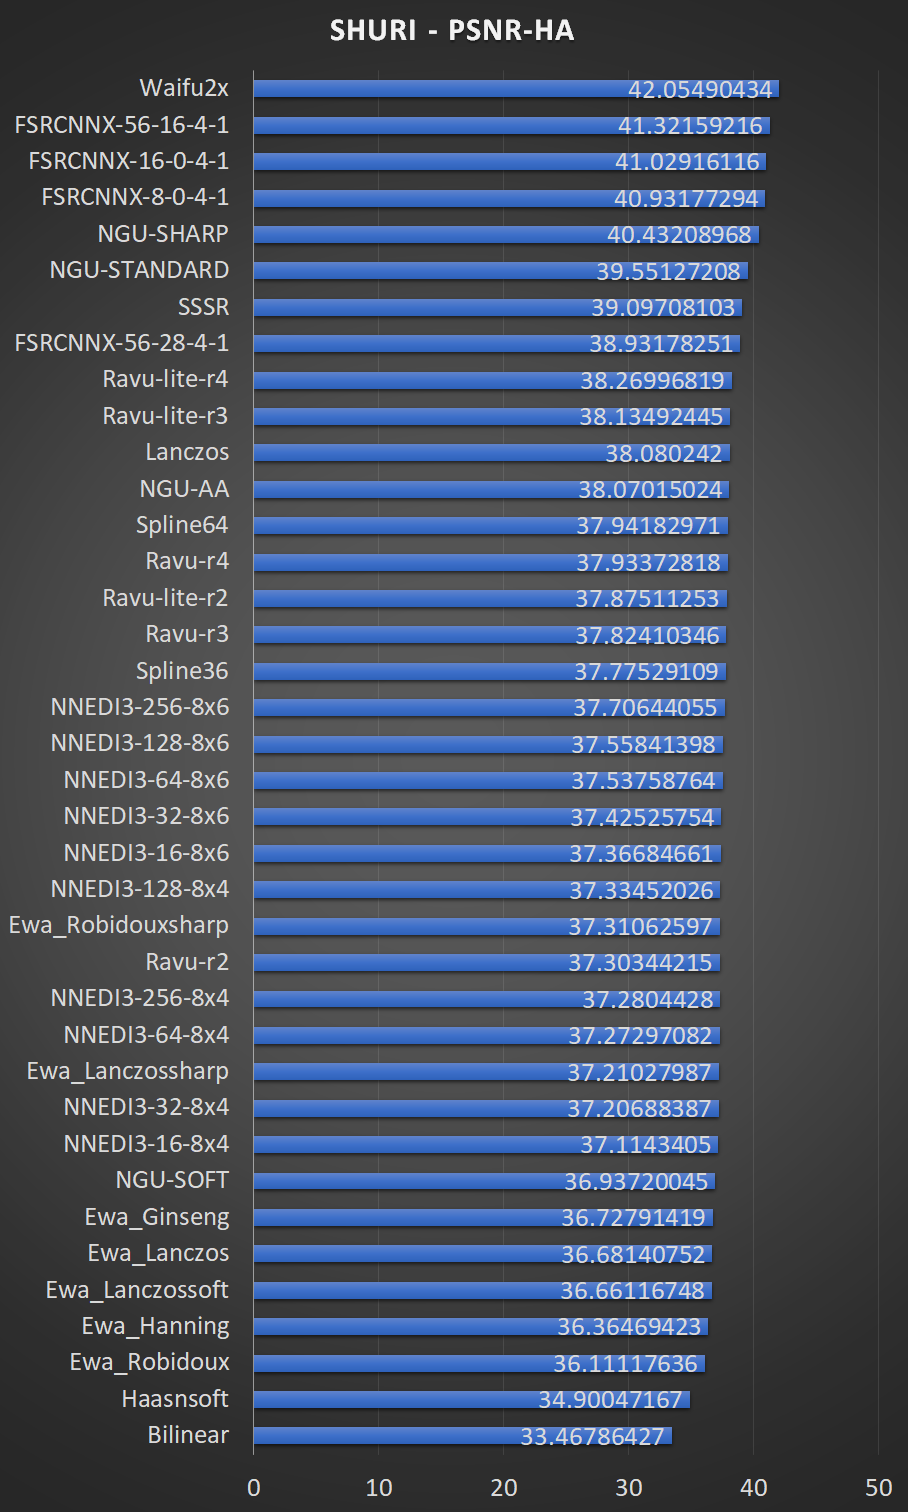 SHURI - PSNR-HA
Waifu2x 42.05490434
FSRCNNX-56-16-4-1 41.32159216
FSRCNNX-16-0-4-1 41.02916116
FSRCNNX-8-0-4-1 40.93177294
NGU-SHARP 40.43208968
NGU-STANDARD 39.55127208
SSSR 39.09708103
FSRCNNX-56-28-4-1 38.93178251
Ravu-lite-r4 38.26996819
Ravu-lite-r3 38.13492445
Lanczos 38.080242
NGU-AA 38.07015024
Spline64 37.94182971
Ravu-r4 37.93372818
Ravu-lite-r2 37.87511253
Ravu-r3 37.82410346
Spline36 37.77529109
NNEDI3-256-8x6 37.70644055
NNEDI3-128-8x6 37.55841398
NNEDI3-64-8x6 37.53758764
NNEDI3-32-8x6 37.42525754
NNEDI3-16-8x6 37.36684661
NNEDI3-128-8x4 37.33452026
Ewa_Robidouxsharp 37.31062597
Ravu-r2 37.30344215
NNEDI3-256-8x4 37.2804428
NNEDI3-64-8x4 37.27297082
Ewa_Lanczossharp 37.21027987
NNEDI3-32-8x4 37.20688387
NNEDI3-16-8x4 37.1143405
NGU-SOFT 36.93720045
Ewa_Ginseng 36.72791419
Ewa_Lanczos 36.68140752
Ewa_Lanczossoft 36.66116748
Ewa_Hanning 36.36469423
Ewa_Robidoux 36.11117636
Haasnsoft 34.90047167
Bilinear 33.46786427
0 10 20 30 40 50